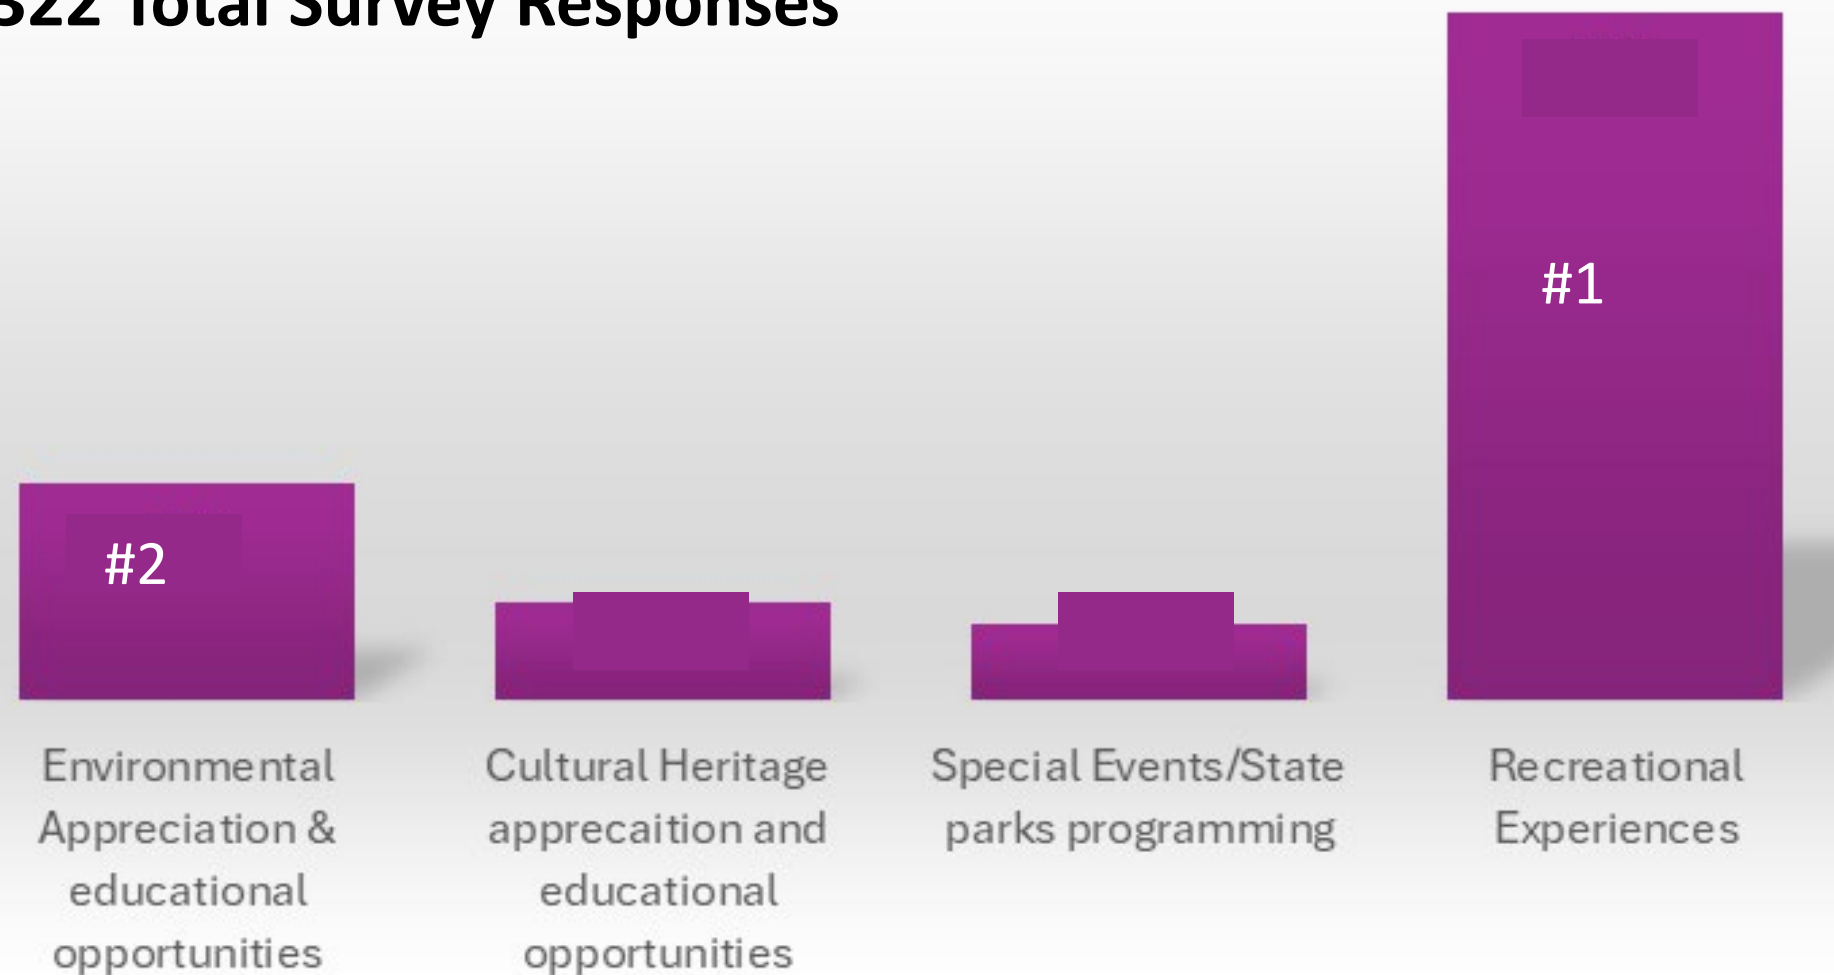 Total Survey Responses
#1
#2
Environmental
Appreciation &
educational
opportunities
Cultural Heritage
apprecaition and
educational
opportunities
Special Events/State
parks programming
Recreational
Experiences